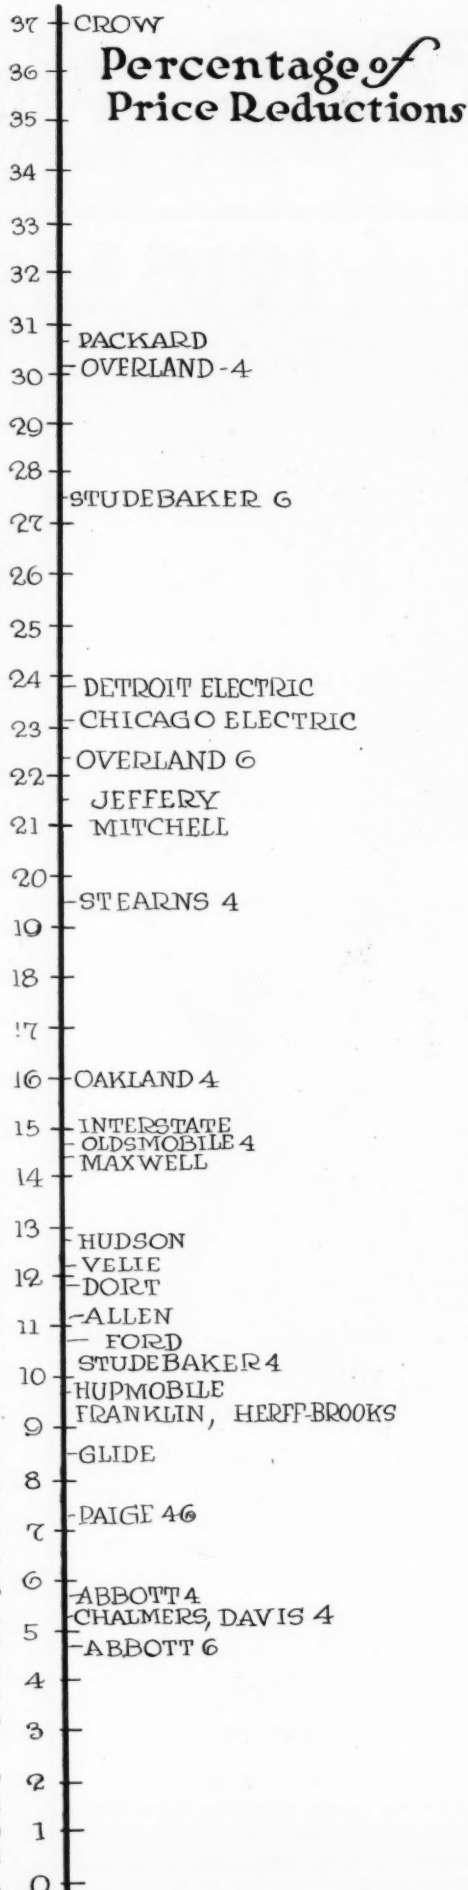 37 CROW
Percentage of
36
Price Reductions
35
34
33
32
31
PACKARD
OVERLAND-4
30
29
28
STUDEBAKER 6
27
26
25
24
DETROIT ELECTRIC
CHICAGO ELECTRIC
23
OVERLAND 6
22
JEFFERY
21 MITCHELL
20
STEARNS 4
19
18
17
16 OAKLAND 4
15 INTERSTATE
OLDSMOBILE 4
MAXWELL
14
13
HUDSON
VELIE
12
DORT
ALLEN
11
FORD
STUDEBAKER 4
10
HUPMOBILE
FRANKLIN, HERFF-BROOKS
9
GLIDE
8
PAIGE 46
7
6
ABBOTT 4
CHALMERS, DAVIS 4
5
ABBOTT 6
4
3
2
1
0